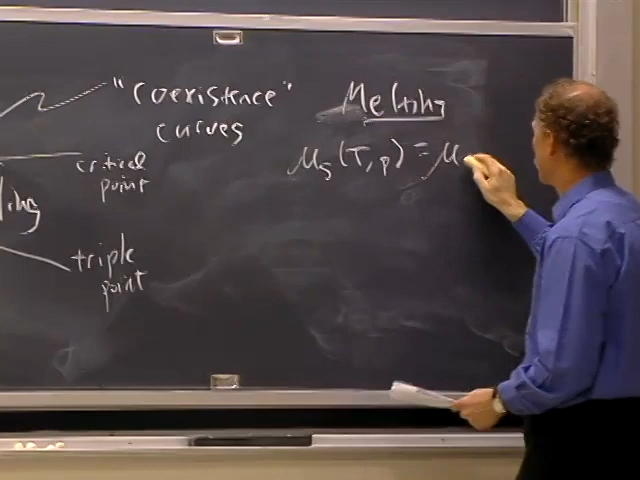 "coexistence"
curves
critical
point
triple
point
Melting
μs(T,p) = μ